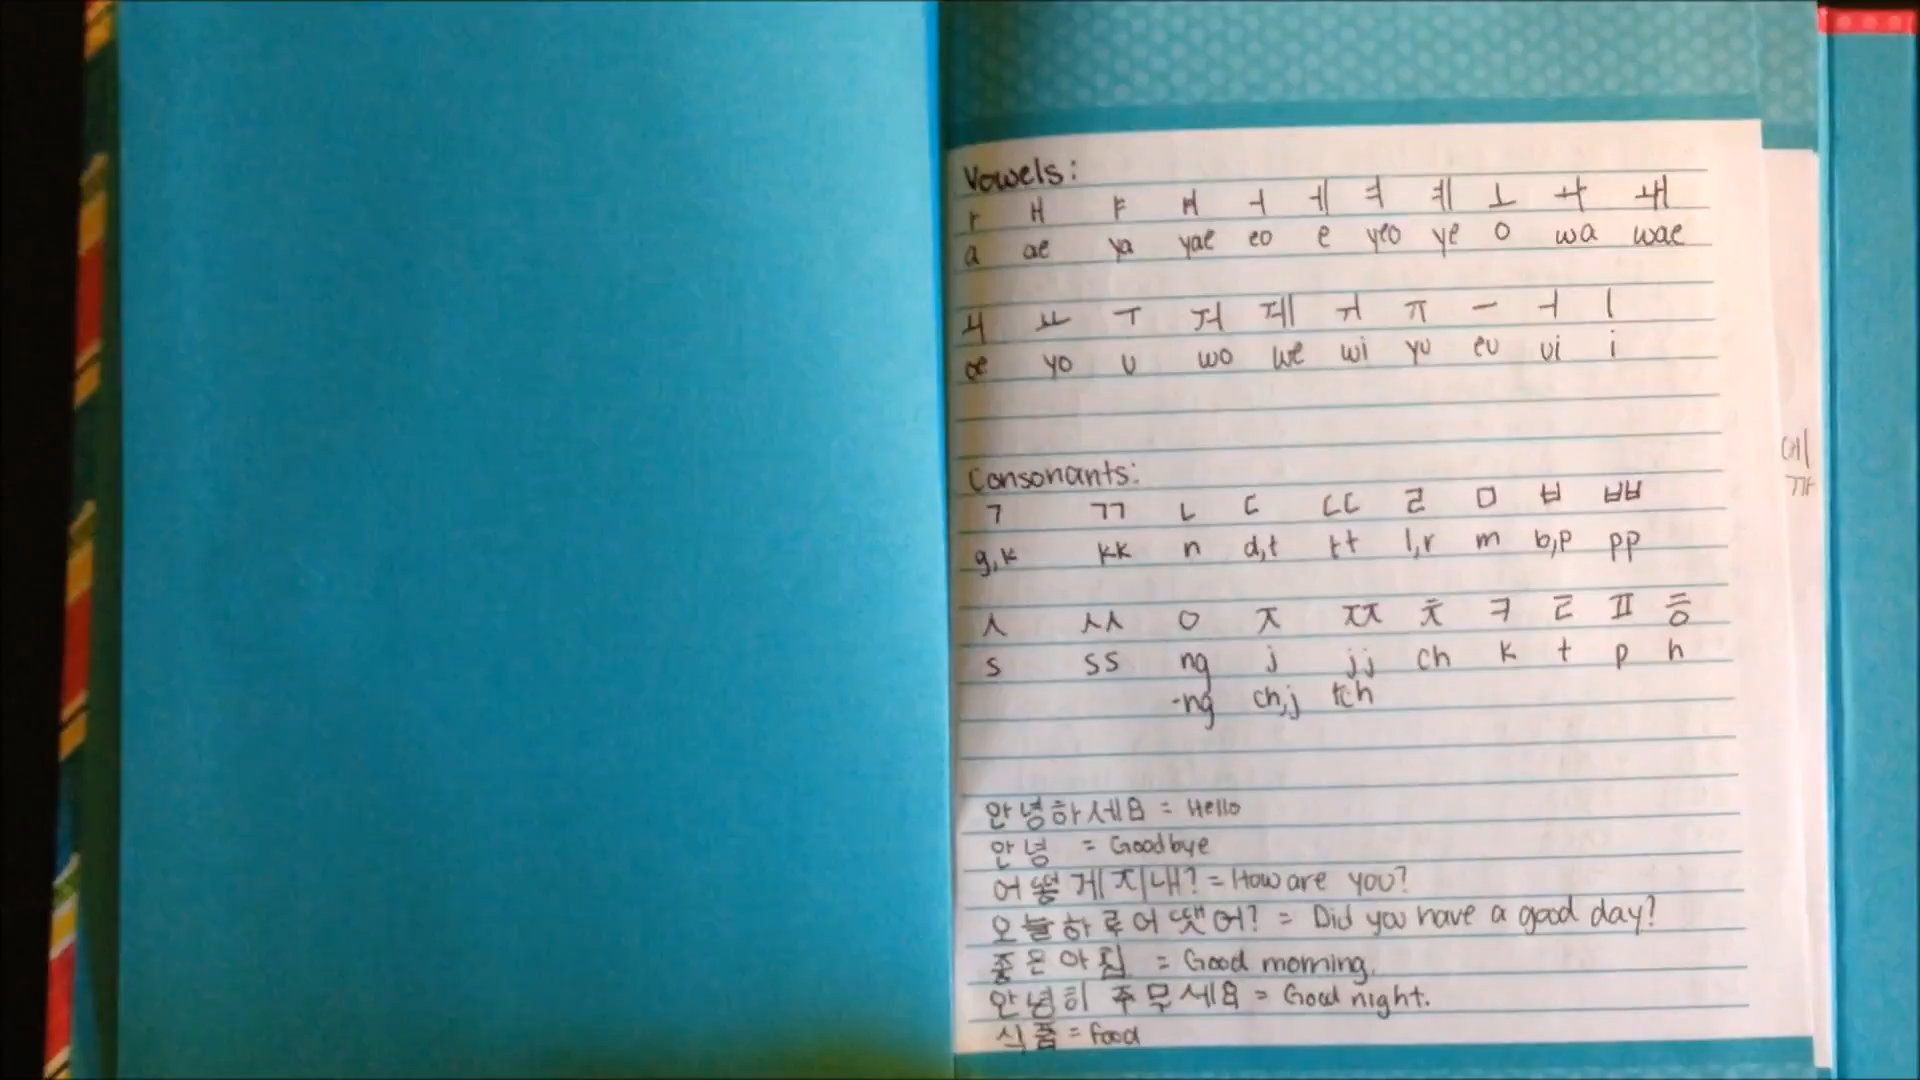 Vowels:
ㅏ ㅐ ㅑ ㅒ ㅓ ㅔ ㅕ ㅖ ㅗ ㅘ ㅙ
a ae ya yae eo e yeo ye o wa wae
ㅚ ㅛ ㅜ ㅝ ㅞ ㅟ ㅠ ㅡ ㅢ ㅣ
oe yo u wo we wi yu eu ui i
Consonants:
ㄱ ㄲ ㄴ ㄷ ㄸ ㄹ ㅁ ㅂ ㅃ
g,k kk n d,t tt l,r m b,p pp
ㅅ ㅆ ㅇ ㅈ ㅉ ㅊ ㅋ ㅌ ㅍ ㅎ
s ss ng j jj ch k t p h
-ng ch,j tch
안녕하세요 = Hello
안녕 = Goodbye
어떻게지내? = How are you?
오늘하루어땠어? = Did you have a good day?
좋은아침 = Good morning.
안녕히 주무세요 = Good night.
식품 = food
에
까